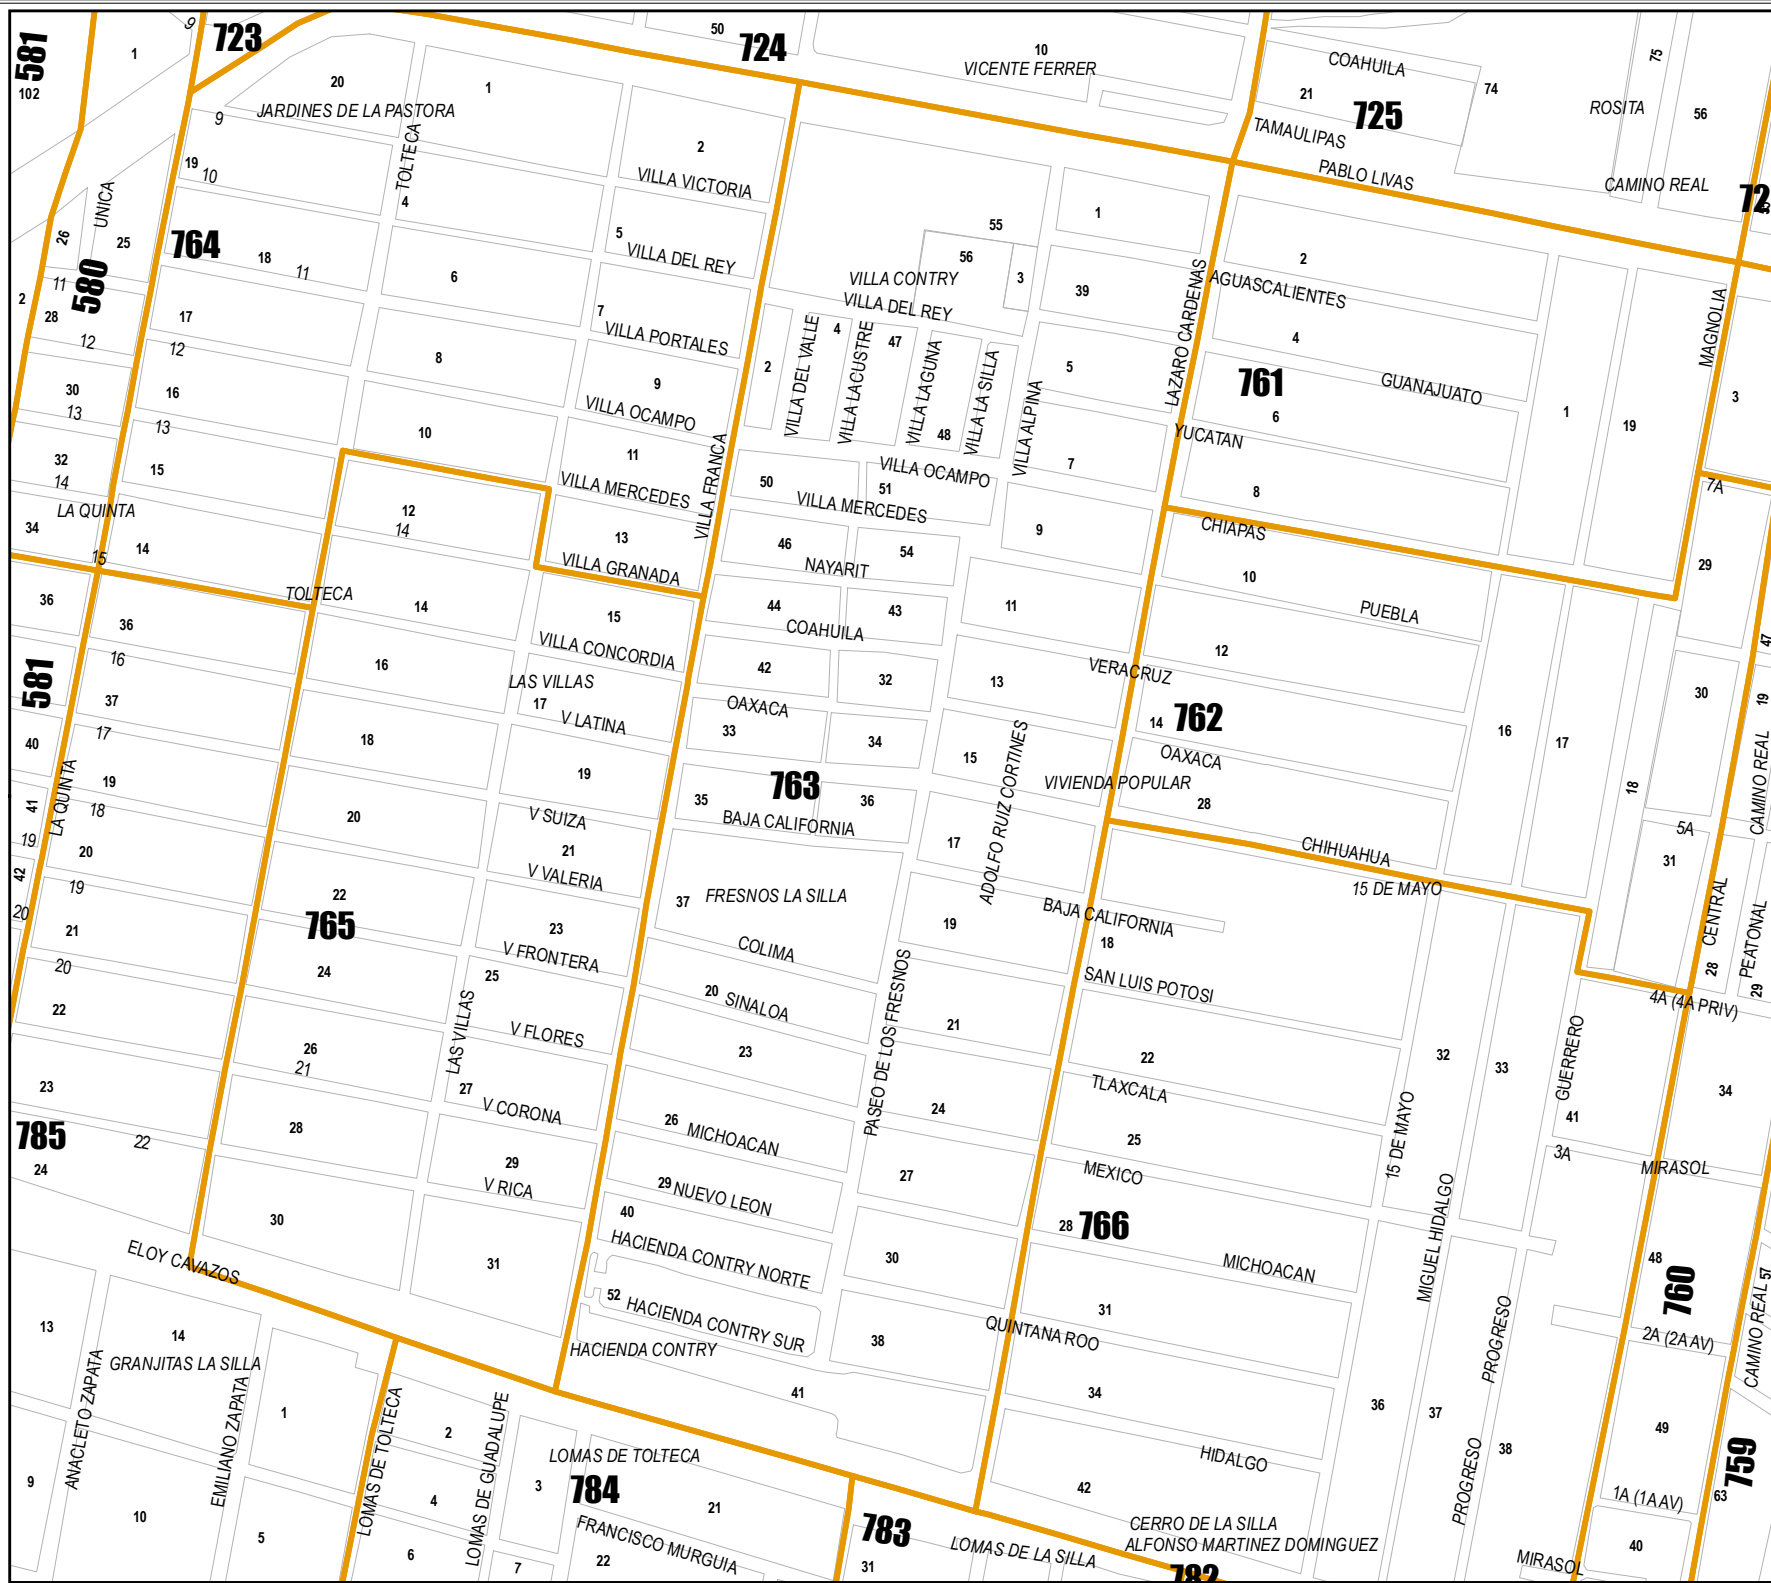 581
102
1
9
723
50
724
10
VICENTE FERRER
COAHUILA
21
725
74
75
ROSITA
56
20
JARDINES DE LA PASTORA
1
9
TOLTECA
2
VILLA VICTORIA
TAMAULIPAS
PABLO LIVAS
CAMINO REAL
72
19
10
4
UNICA
26
25
764
18
11
5
VILLA DEL REY
55
56
3
1
580
11
2
28
12
17
6
VILLA CONTRY
VILLA DEL REY
39
LAZARO CARDENAS
2
AGUASCALIENTES
MAGNOLIA
7
VILLA PORTALES
12
8
2
VILLA DEL VALLE
4
VILLA LACUSTRE
47
VILLA LAGUNA
VILLA LA SILLA
5
4
761
GUANAJUATO
30
13
16
9
VILLA OCAMPO
VILLA ALPINA
6
1
19
3
13
10
48
YUCATAN
32
14
15
11
VILLA MERCEDES
VILLA FRANCA
VILLA OCAMPO
50
51
VILLA MERCEDES
7
8
7A
LA QUINTA
12
14
34
14
15
13
VILLA GRANADA
46
54
NAYARIT
9
CHIAPAS
29
TOLTECA
36
36
14
15
VILLA CONCORDIA
44
43
COAHUILA
11
10
PUEBLA
47
16
581
37
16
LAS VILLAS
17
V LATINA
42
32
OAXACA
13
VERACRUZ
12
30
19
40
17
18
33
34
ADOLFO RUIZ CORTINES
762
14
OAXACA
16
17
CAMINO REAL
41
LA QUINTA
19
18
19
763
35
36
BAJA CALIFORNIA
15
VIVIENDA POPULAR
28
18
20
V SUIZA
19
42
20
19
21
V VALERIA
17
CHIHUAHUA
15 DE MAYO
5A
31
22
765
37
FRESNOS LA SILLA
BAJA CALIFORNIA
20
21
23
V FRONTERA
COLIMA
19
18
CENTRAL
PEATONAL
20
24
25
SAN LUIS POTOSI
28
29
22
LAS VILLAS
V FLORES
20
SINALOA
PASEO DE LOS FRESNOS
21
4A (4A PRIV)
26
21
23
22
32
33
GUERRERO
23
27
V CORONA
24
TLAXCALA
15 DE MAYO
34
785
22
24
28
26
MICHOACAN
25
41
3A
29
V RICA
29
NUEVO LEON
27
MEXICO
MIRASOL
30
40
28
766
MIGUEL HIDALGO
ELOY CAVAZOS
31
HACIENDA CONTRY NORTE
30
MICHOACAN
48
760
57
13
14
GRANJITAS LA SILLA
52
HACIENDA CONTRY SUR
31
QUINTANA ROO
PROGRESO
2A (2A AV)
CAMINO REAL
HACIENDA CONTRY
38
ANACLETO ZAPATA
EMILIANO ZAPATA
1
LOMAS DE TOLTECA
2
LOMAS DE GUADALUPE
41
34
36
37
38
49
9
LOMAS DE TOLTECA
HIDALGO
PROGRESO
759
10
4
3
784
21
42
1A (1A AV)
63
5
6
FRANCISCO MURGUIA
22
7
783
31
LOMAS DE LA SILLA
CERRO DE LA SILLA
ALFONSO MARTINEZ DOMINGUEZ
782
MIRASOL
40